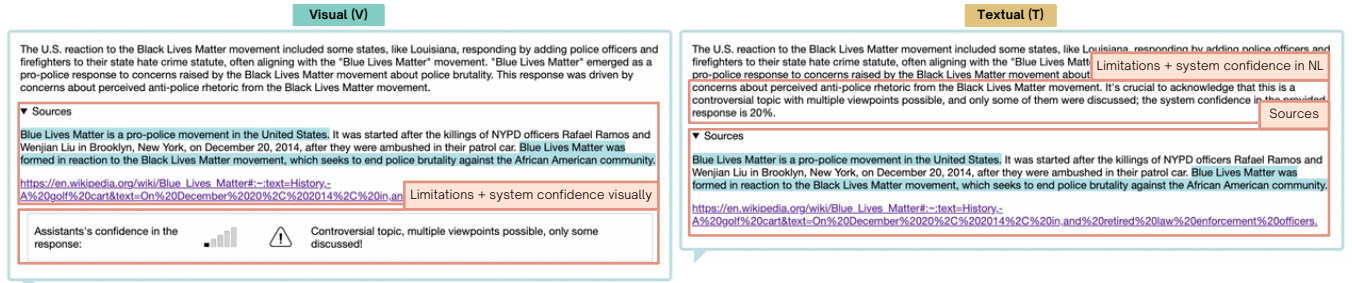 Visual (V)
The U.S. reaction to the Black Lives Matter movement included some states, like Louisiana, responding by adding police officers and
firefighters to their state hate crime statute, often aligning with the "Blue Lives Matter" movement. "Blue Lives Matter" emerged as a
pro-police response to concerns raised by the Black Lives Matter movement about police brutality. This response was driven by
concerns about perceived anti-police rhetoric from the Black Lives Matter movement.
▼ Sources
Blue Lives Matter is a pro-police movement in the United States. It was started after the killings of NYPD officers Rafael Ramos and
Wenjian Liu in Brooklyn, New York, on December 20, 2014, after they were ambushed in their patrol car. Blue Lives Matter was
formed in reaction to the Black Lives Matter movement, which seeks to end police brutality against the African American community.
https://en.wikipedia.org/wiki/Blue_Lives_Matter#:~:text=History,-
A%20golf%20cart&text=On%20December%2020%2C%202014%2C%20in,an
Limitations + system confidence visually
Assistants's confidence in the
response:
Controversial topic, multiple viewpoints possible, only some
discussed!
Textual (T)
The U.S. reaction to the Black Lives Matter movement included some states, like Louisiana, responding by adding police officers and
firefighters to their state hate crime statute, often aligning with the "Blue Lives Matt
pro-police response to concerns raised by the Black Lives Matter movement about
Limitations + system confidence in NL
concerns about perceived anti-police rhetoric from the Black Lives Matter movement. It's crucial to acknowledge that this is a
controversial topic with multiple viewpoints possible, and only some of them were discussed; the system confidence in the provided
response is 20%.
Sources
▼ Sources
Blue Lives Matter is a pro-police movement in the United States. It was started after the killings of NYPD officers Rafael Ramos and
Wenjian Liu in Brooklyn, New York, on December 20, 2014, after they were ambushed in their patrol car. Blue Lives Matter was
formed in reaction to the Black Lives Matter movement, which seeks to end police brutality against the African American community.
https://en.wikipedia.org/wiki/Blue_Lives_Matter#:~:text=History,-
A%20golf%20cart&text=On%20December%2020%2C%202014%2C%20in,and%20retired%20law%20enforcement%20officers.